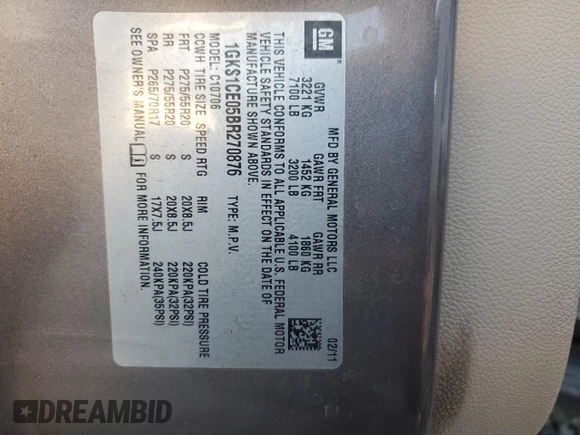 GM
®
MFD BY GENERAL MOTORS LLC
02/11
GVWR GAWR FRT GAWR RR
3221 KG 1452 KG 1860 KG
7100 LB 3200 LB 4100 LB
THIS VEHICLE CONFORMS TO ALL APPLICABLE U.S. FEDERAL MOTOR
VEHICLE SAFETY STANDARDS IN EFFECT ON THE DATE OF
MANUFACTURE SHOWN ABOVE.
1GKS1CE05BR270876 TYPE: M.P.V.
MODEL: C10706
CCWH TIRE SIZE SPEED RTG RIM COLD TIRE PRESSURE
FRT P275/55R20 S 20X8.5J 220KPA(32PSI)
RR P275/55R20 S 20X8.5J 220KPA(32PSI)
SPA P265/70R17 S 17X7.5J 240KPA(35PSI)
SEE OWNER'S MANUAL FOR MORE INFORMATION.
DREAMBID